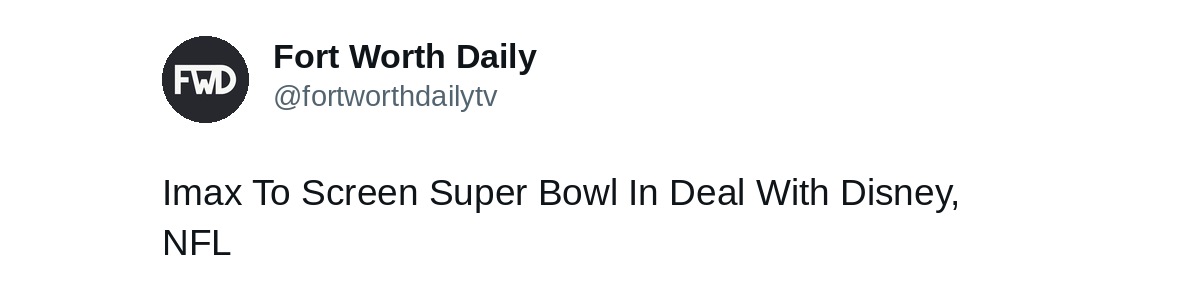 FWD
Fort Worth Daily
@fortworthdailytv
Imax To Screen Super Bowl In Deal With Disney,
NFL